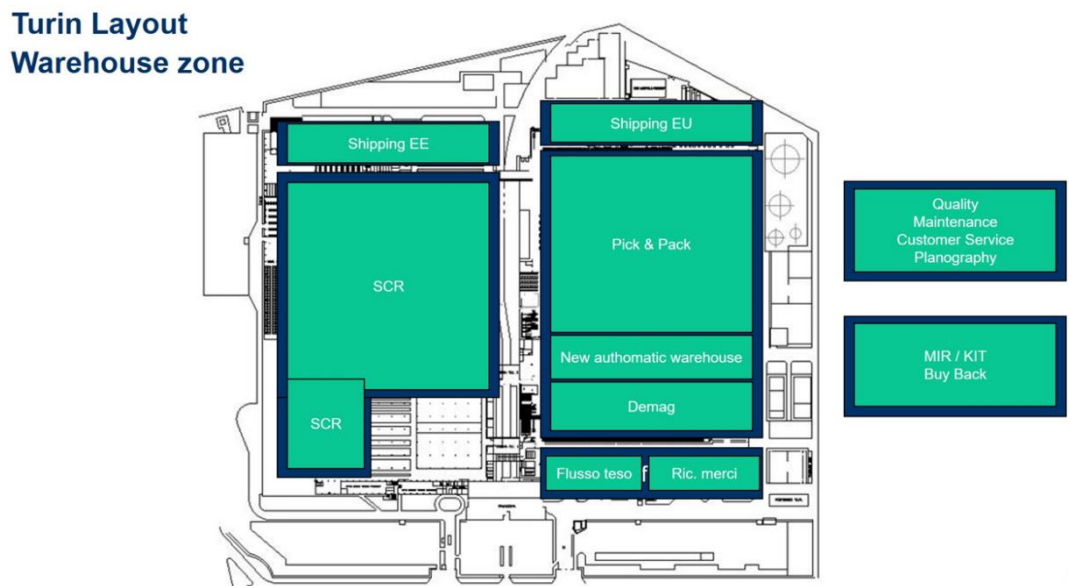 Turin Layout
Warehouse zone
Shipping EE
Shipping EU
SCR
Pick & Pack
New authomatic warehouse
SCR
Demag
Flusso teso
f
Ric. merci
Quality
Maintenance
Customer Service
Planography
MIR / KIT
Buy Back